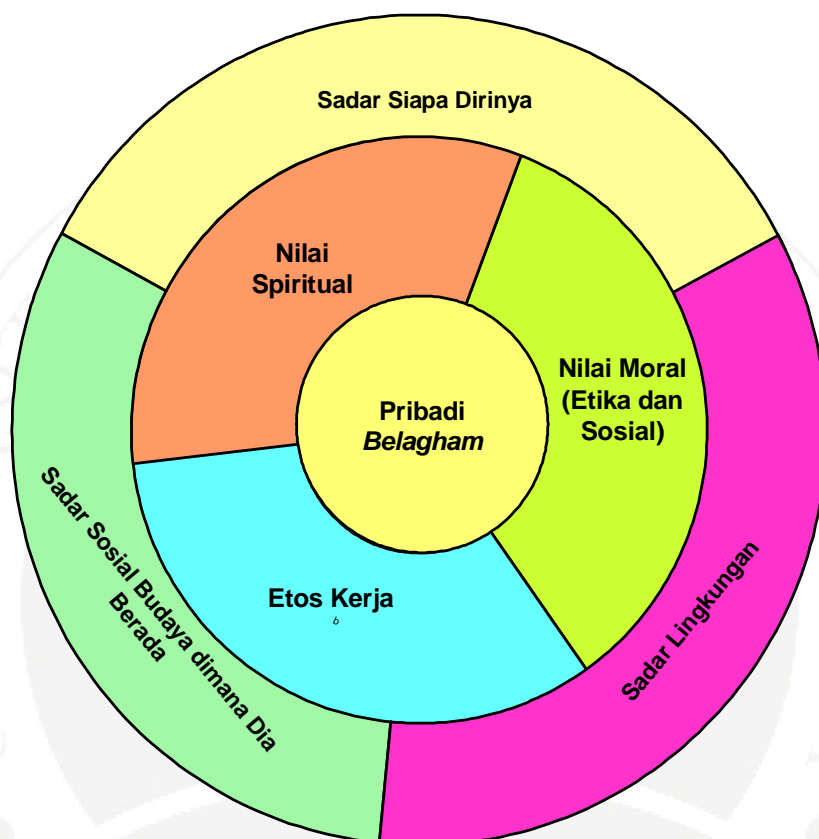 Sadar Siapa Dirinya
Nilai
Spiritual
Nilai Moral
(Etika dan
Sosial)
Pribadi
Belagham
Etos Kerja
b
Sadar Sosial Budaya dimana Dia
Berada
Sadar Lingkungan